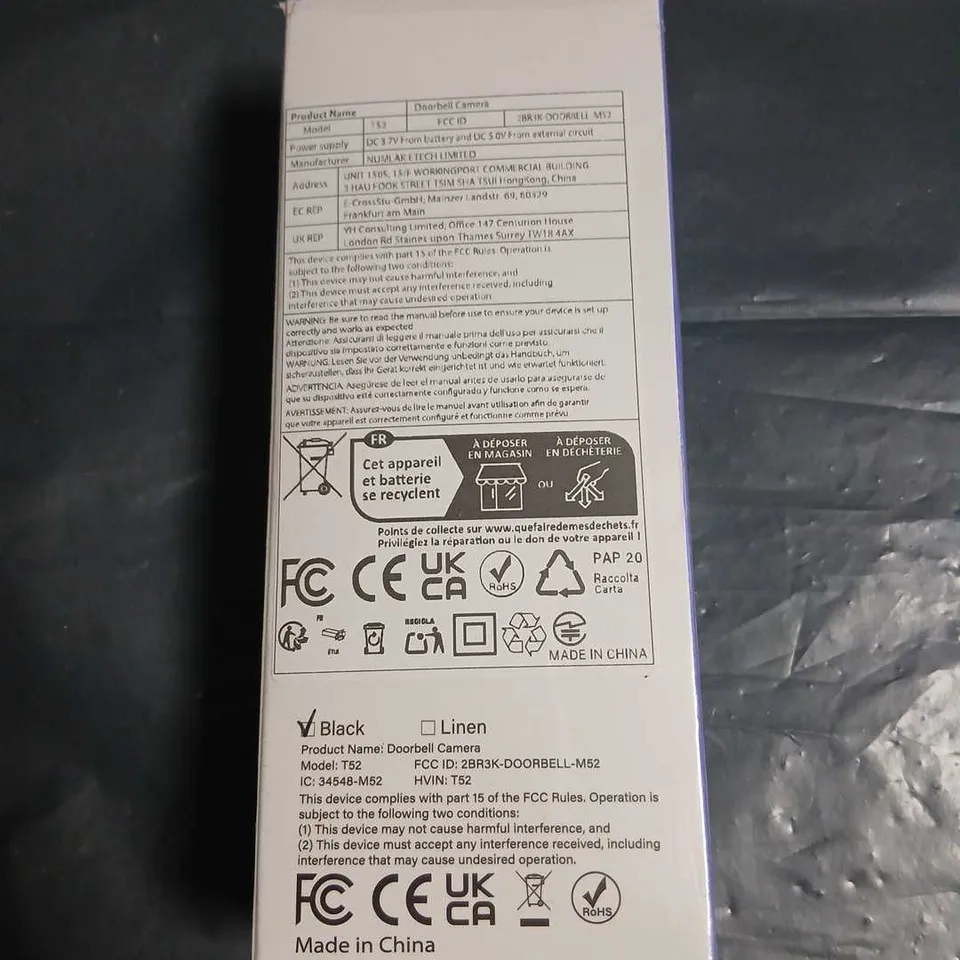 Product Name Doorbell Camera
Model T52 FCC ID 2BR3K-DOORBELL-M52
Power supply DC 3.7V From battery and DC 5.0V From external circuit
Manufacturer NUMLAKETECH LIMITED
Address UNIT 1505, 15/F WORKINGPORT COMMERCIAL BUILDING
3 HAU FOOK STREET TSIM SHA TSUI HongKong, China
EC REP E-CrossStu GmbH, Mainzer Landstr. 69, 60329
Frankfurt am Main
UK REP YH Consulting Limited, Office 147 Centurion House
London Rd Staines upon Thames Surrey TW18 4AX
This device complies with part 15 of the FCC Rules. Operation is
subject to the following two conditions:
(1) This device may not cause harmful interference, and
(2) This device must accept any interference received, including
interference that may cause undesired operation
WARNING: Be sure to read the manual before use to ensure your device is set up
correctly and works as expected
Attenzione: Assicurarsi di leggere il manuale prima dell'uso per assicurarsi che il
dispositivo sia impostato correttamente e funzioni come previsto.
WARNUNG: Lesen Sie vor der Verwendung unbedingt das Handbuch, um
sicherzustellen, dass Ihr Gerät korrekt eingerichtet ist und wie erwartet funktioniert.
ADVERTENCIA: Asegúrese de leer el manual antes de usarlo para asegurarse de
que su dispositivo esté correctamente configurado y funcione como se espera.
AVERTISSEMENT: Assurez-vous de lire le manuel avant utilisation afin de garantir
que votre appareil est correctement configuré et fonctionne comme prévu
FR
Cet appareil
et batterie
se recyclent
À DÉPOSER
EN MAGASIN
OU
À DÉPOSER
EN DÉCHÈTERIE
Points de collecte sur www.quefairedemesdechets.fr
Privilégiez la réparation ou le don de votre appareil !
FC CE UK
CA RoHS PAP 20
Raccolta
Carta
FR
RECICLA
MADE IN CHINA
Black Linen
Product Name: Doorbell Camera
Model: T52 FCC ID: 2BR3K-DOORBELL-M52
IC: 34548-M52 HVIN: T52
This device complies with part 15 of the FCC Rules. Operation is
subject to the following two conditions:
(1) This device may not cause harmful interference, and
(2) This device must accept any interference received, including
interference that may cause undesired operation.
FC CE UK
CA RoHS
Made in China